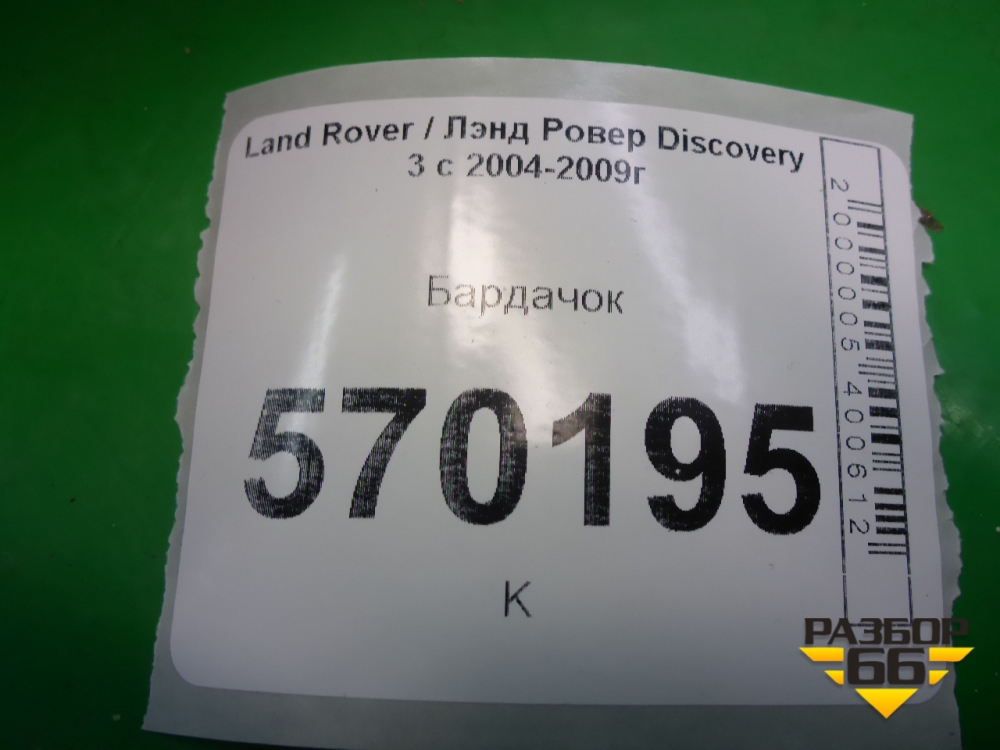 Land Rover / Лэнд Ровер Discovery
3 с 2004-2009г
Бардачок
570195
К
2000005400612
РАЗБОР
66